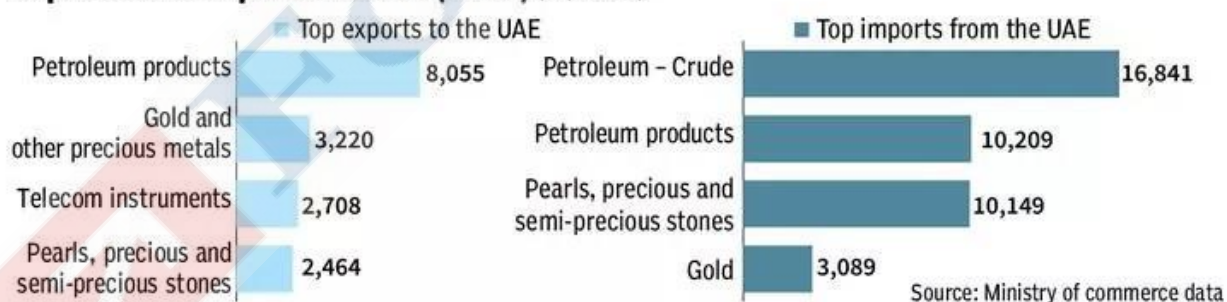 Top exports to the UAE
Petroleum products
8,055
Gold and
other precious metals
3,220
Telecom instruments
2,708
Pearls, precious and
semi-precious stones
2,464
Top imports from the UAE
Petroleum – Crude
16,841
Petroleum products
10,209
Pearls, precious and
semi-precious stones
10,149
Gold
3,089
Source: Ministry of commerce data